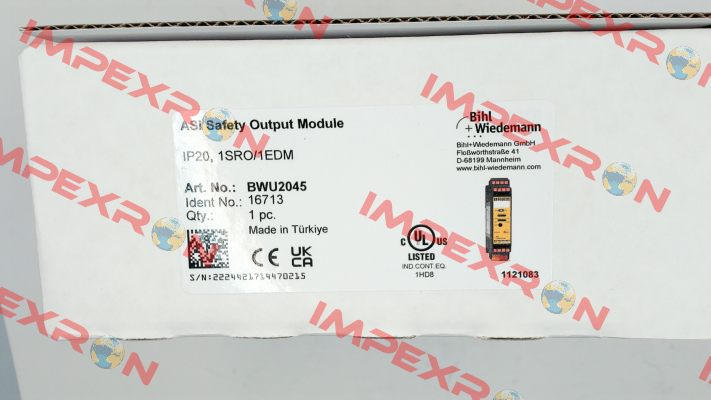 ASi Safety Output Module
IP20, 1SRO/1EDM
Art. No.: BWU2045
Ident No.: 16713
Qty.: 1 pc.
Made in Türkiye
CE UK CA
S/N:2224421714470215
Bihl
+Wiedemann
Bihl+Wiedemann GmbH
Floßwörthstraße 41
D-68199 Mannheim
www.bihl-wiedemann.com
C UL US
LISTED
IND.CONT.EQ.
1HD8
1121083
IMPEXRON
IMPEXRON
IMPEXRON
IMPEXRON
IMPEXRON
IMPEXRON